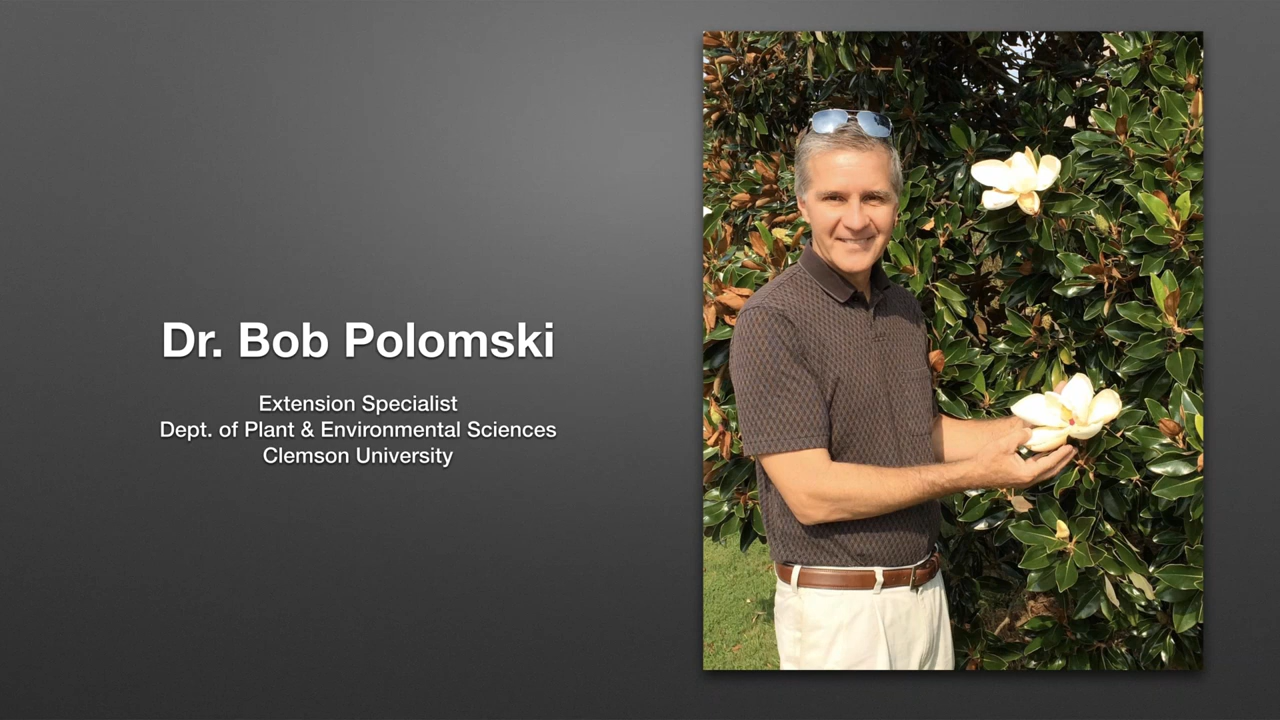 Dr. Bob Polomski
Extension Specialist
Dept. of Plant & Environmental Sciences
Clemson University